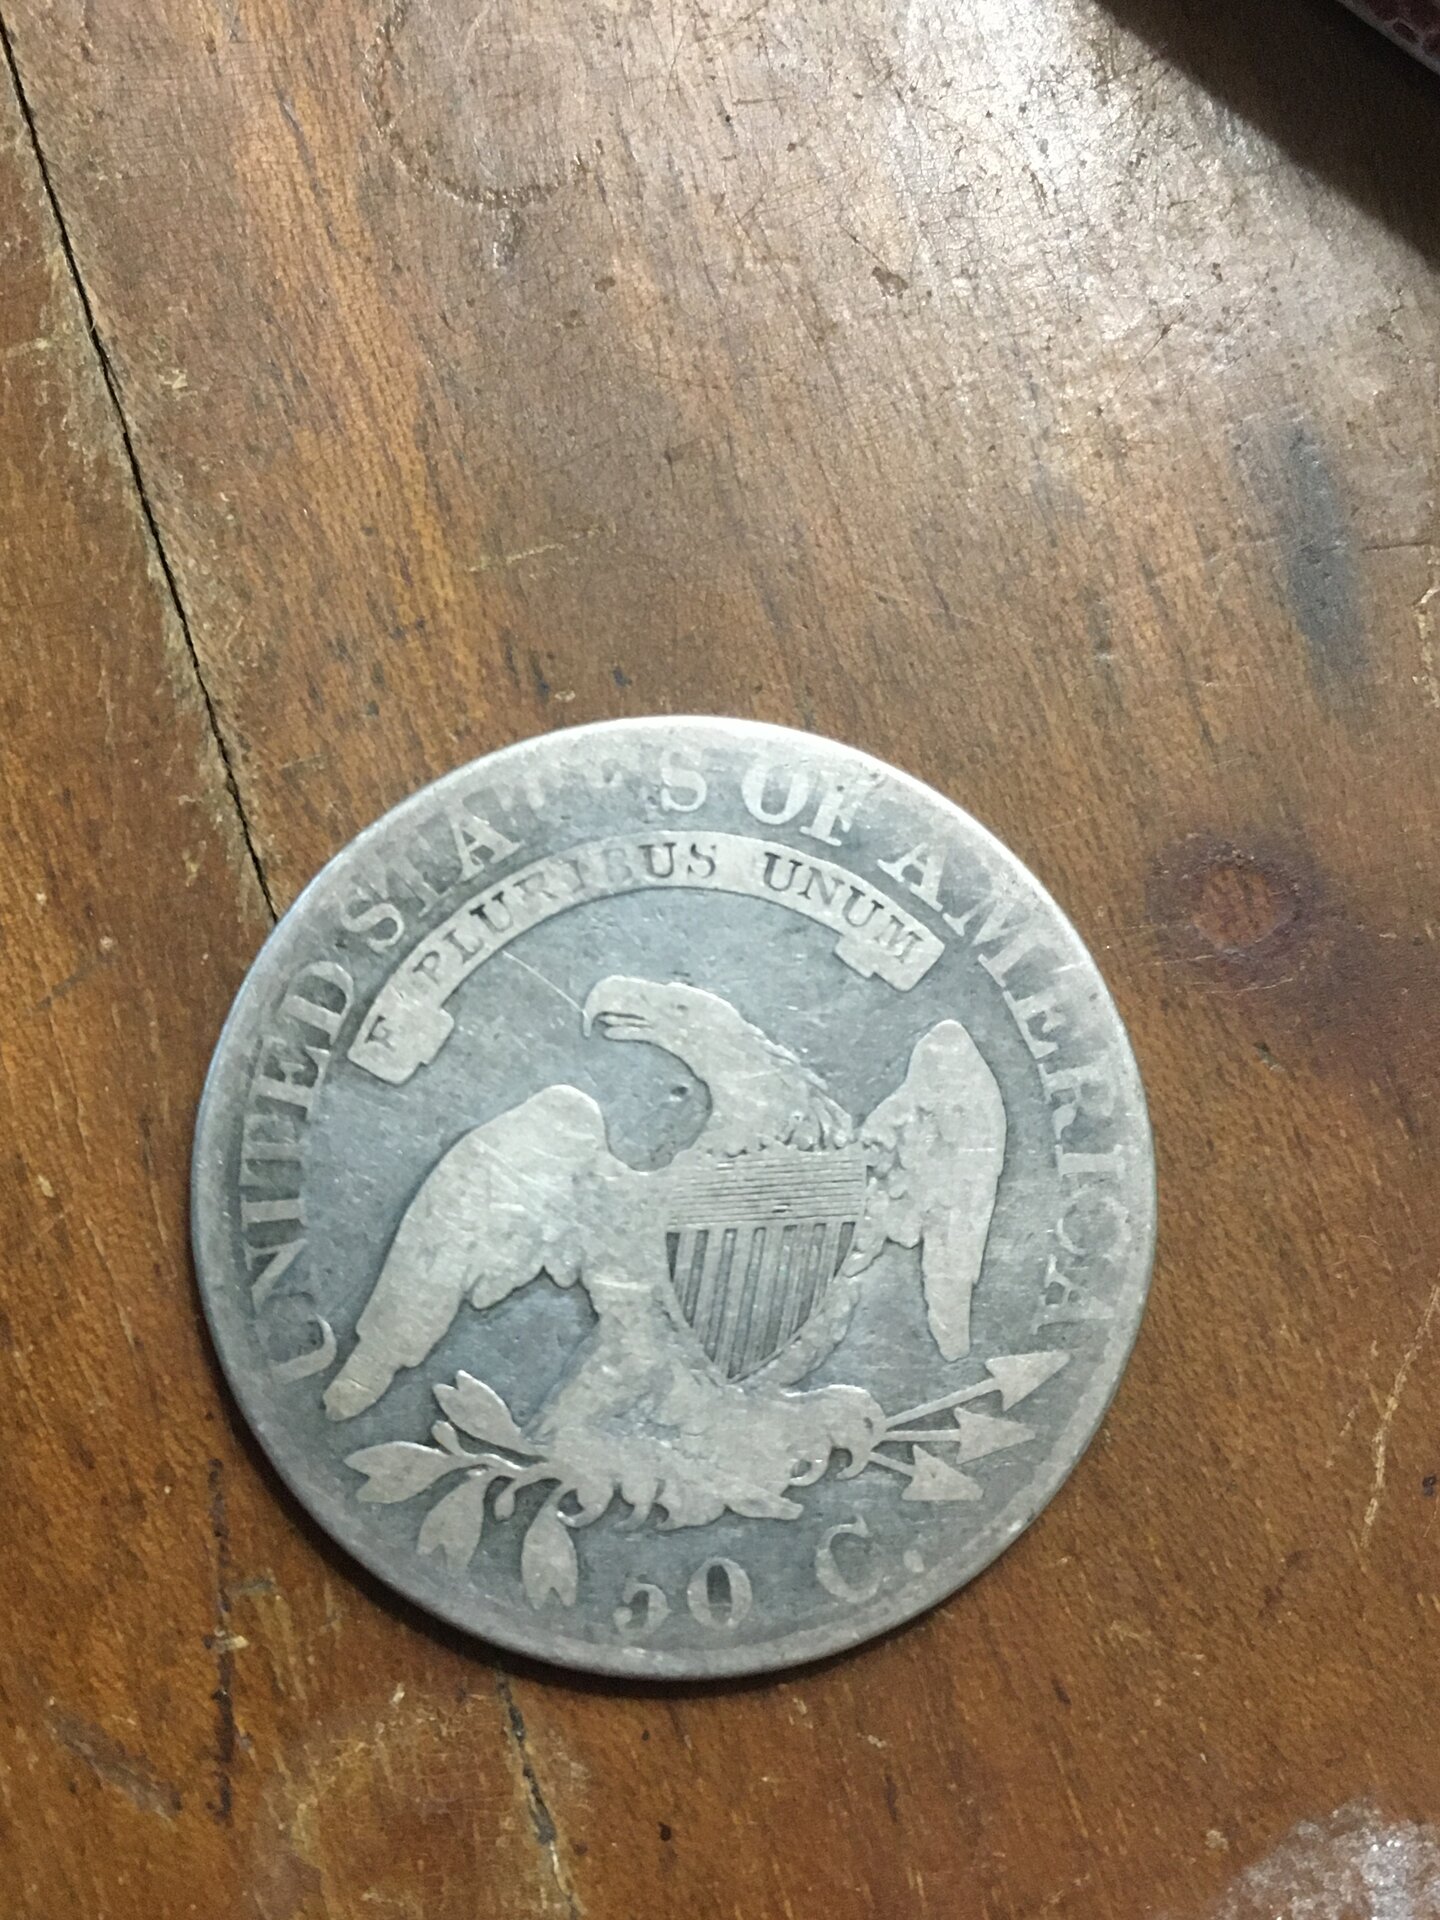 UNITED STATES OF AMERICA
E PLURIBUS UNUM
50 C.